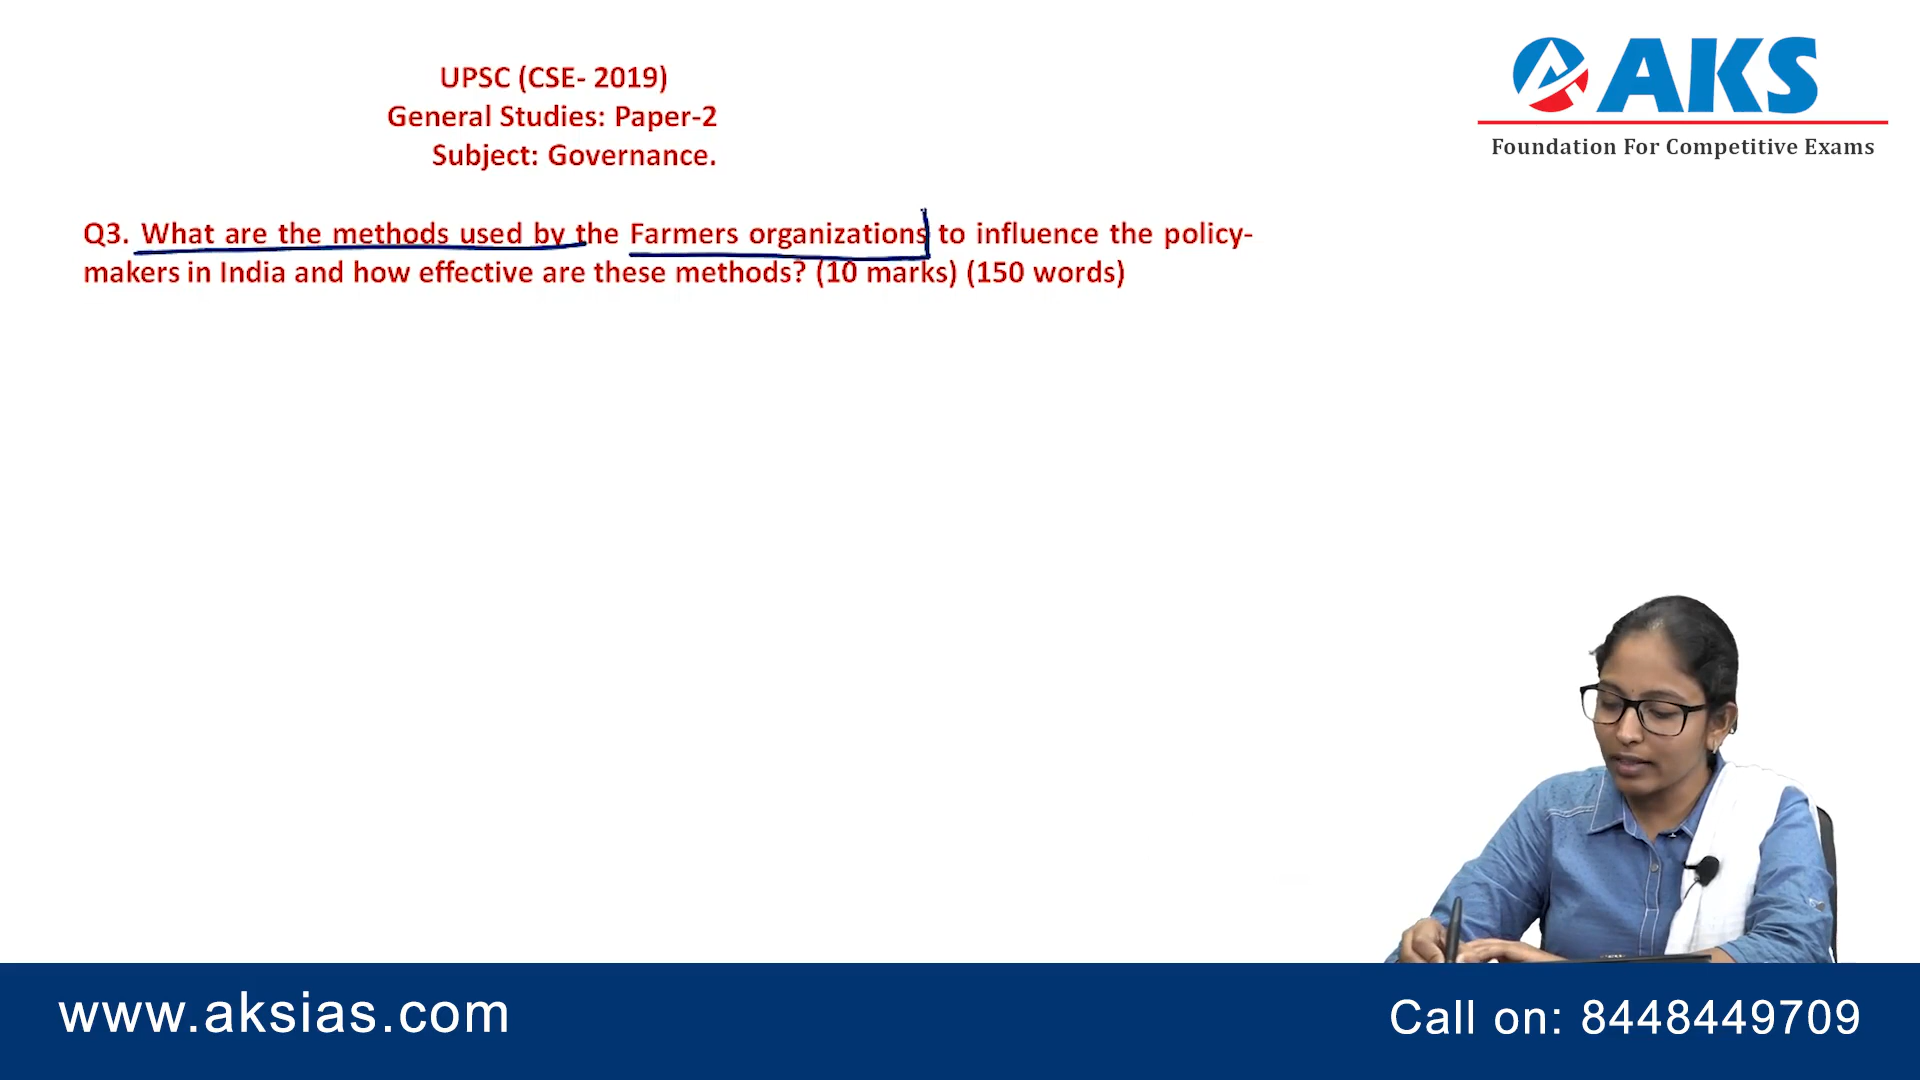 UPSC (CSE- 2019)
General Studies: Paper-2
Subject: Governance.
AKS
Foundation For Competitive Exams
Q3. What are the methods used by the Farmers organizations to influence the policy-
makers in India and how effective are these methods? (10 marks) (150 words)
www.aksias.com
Call on: 8448449709